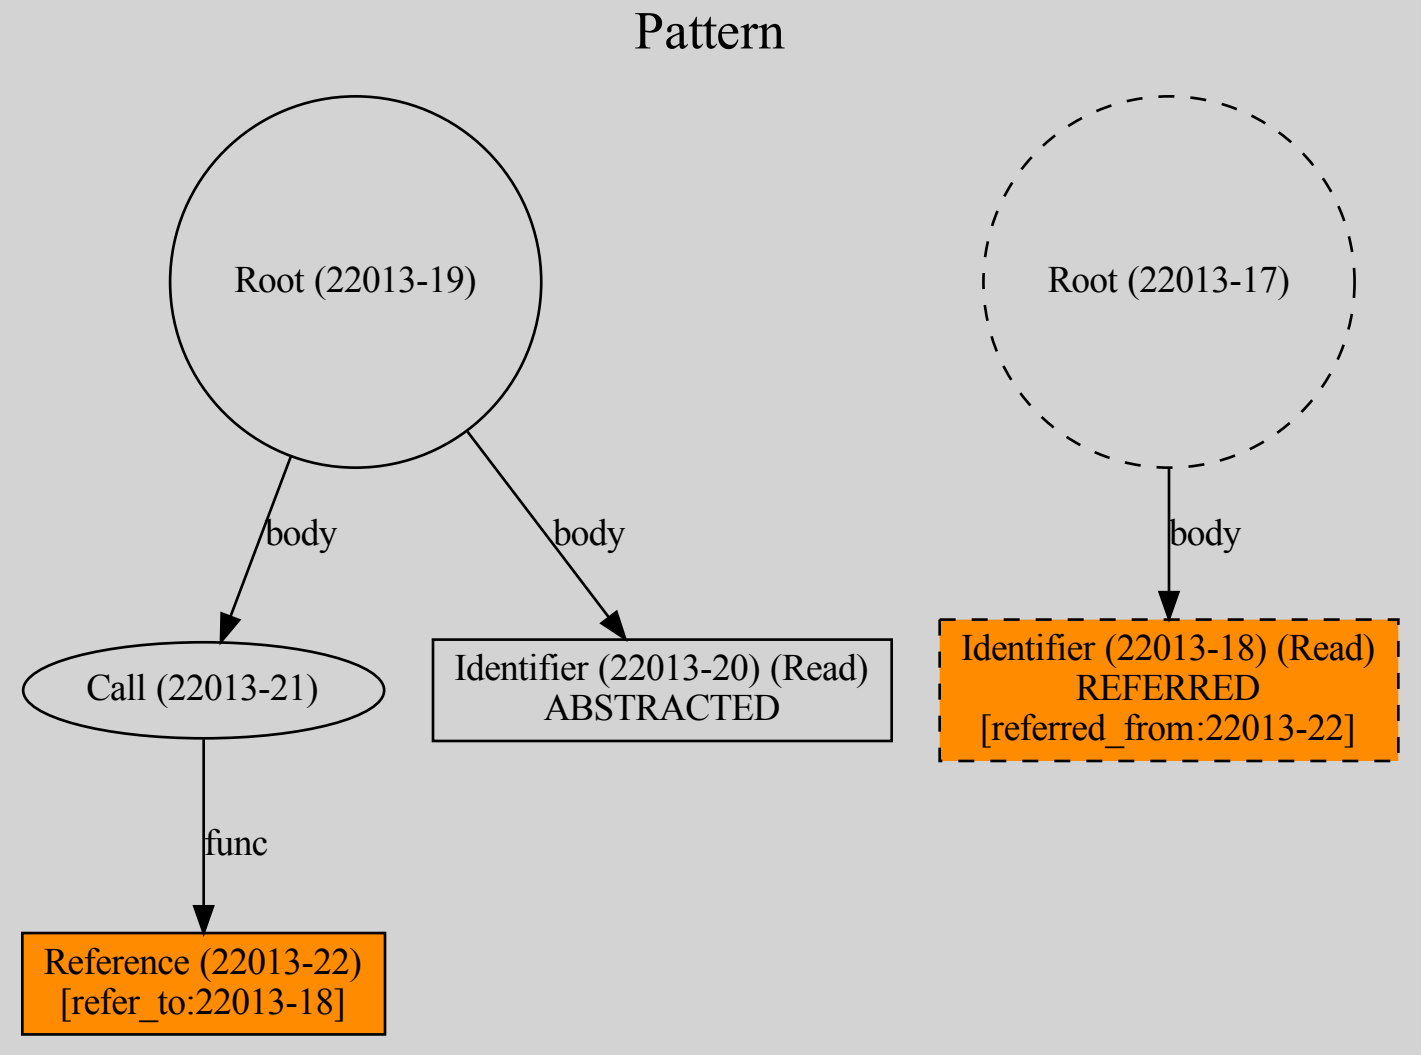 Pattern
Root (22013-19)
Root (22013-17)
body
body
body
Call (22013-21)
Identifier (22013-20) (Read)
ABSTRACTED
Identifier (22013-18) (Read)
REFERRED
[referred_from:22013-22]
func
Reference (22013-22)
[refer_to:22013-18]